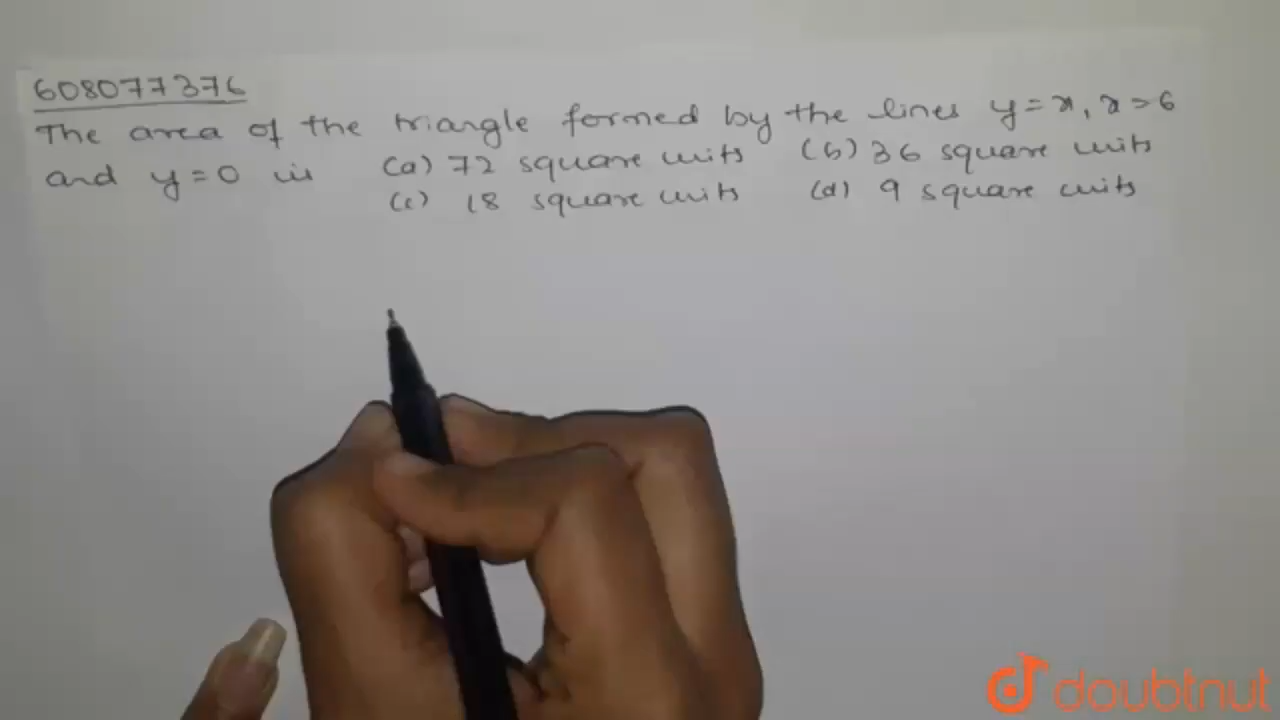 608077376
The area of the triangle formed by the lines y=x, x=6
and y=0 is (a) 72 square units (b) 36 square units
(c) 18 square units (d) 9 square units
doubtnut